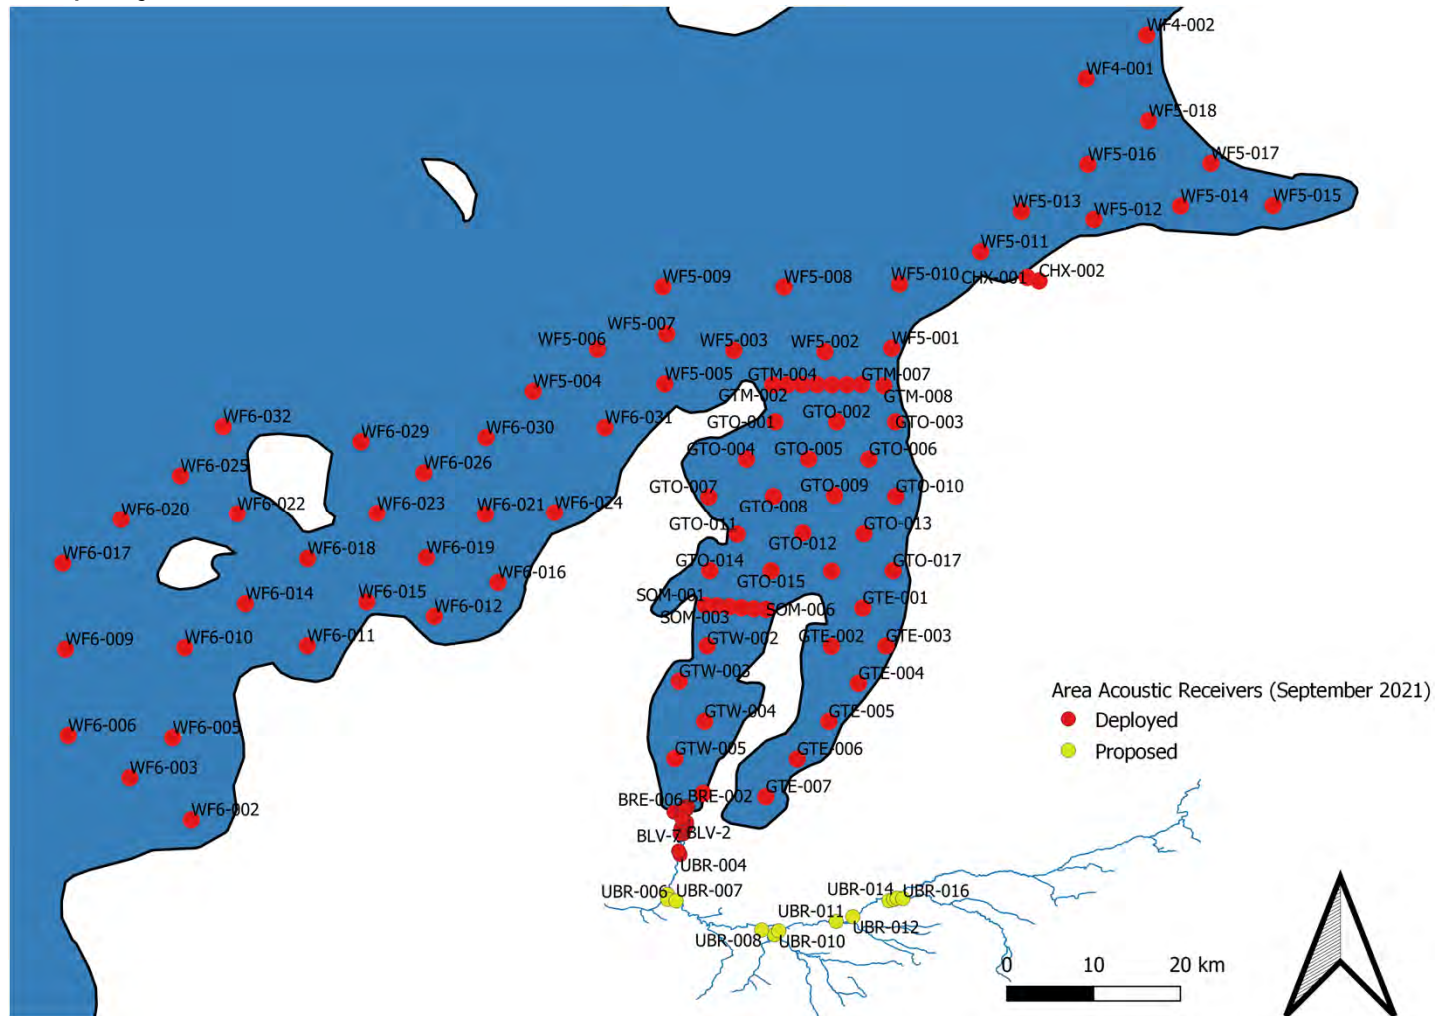 WF4-002
WF4-001
WF5-018
WF5-016
WF5-017
WF5-013
WF5-012
WF5-014
WF5-015
WF5-011
CHX-001
CHX-002
WF5-009
WF5-008
WF5-010
WF5-007
WF5-006
WF5-003
WF5-002
WF5-001
WF5-004
WF5-005
GTM-004
GTM-007
GTM-002
GTM-008
WF6-032
WF6-029
WF6-030
WF6-031
GTO-001
GTO-002
GTO-003
WF6-025
WF6-026
GTO-004
GTO-005
GTO-006
WF6-020
WF6-022
WF6-023
WF6-021
WF6-024
GTO-007
GTO-008
GTO-009
GTO-010
WF6-017
WF6-018
WF6-019
WF6-016
GTO-011
GTO-012
GTO-013
GTO-014
GTO-015
GTO-017
WF6-014
WF6-015
WF6-012
SOM-001
SOM-003
SOM-006
GTE-001
WF6-009
WF6-010
WF6-011
GTW-002
GTE-002
GTE-003
GTW-003
GTE-004
WF6-006
WF6-005
GTW-004
GTE-005
WF6-003
GTW-005
GTE-006
WF6-002
BRE-006
BRE-002
GTE-007
BLV-7
BLV-2
UBR-004
UBR-006
UBR-007
UBR-014
UBR-016
UBR-011
UBR-012
UBR-008
UBR-010
Area Acoustic Receivers (September 2021)
Deployed
Proposed
0 10 20 km